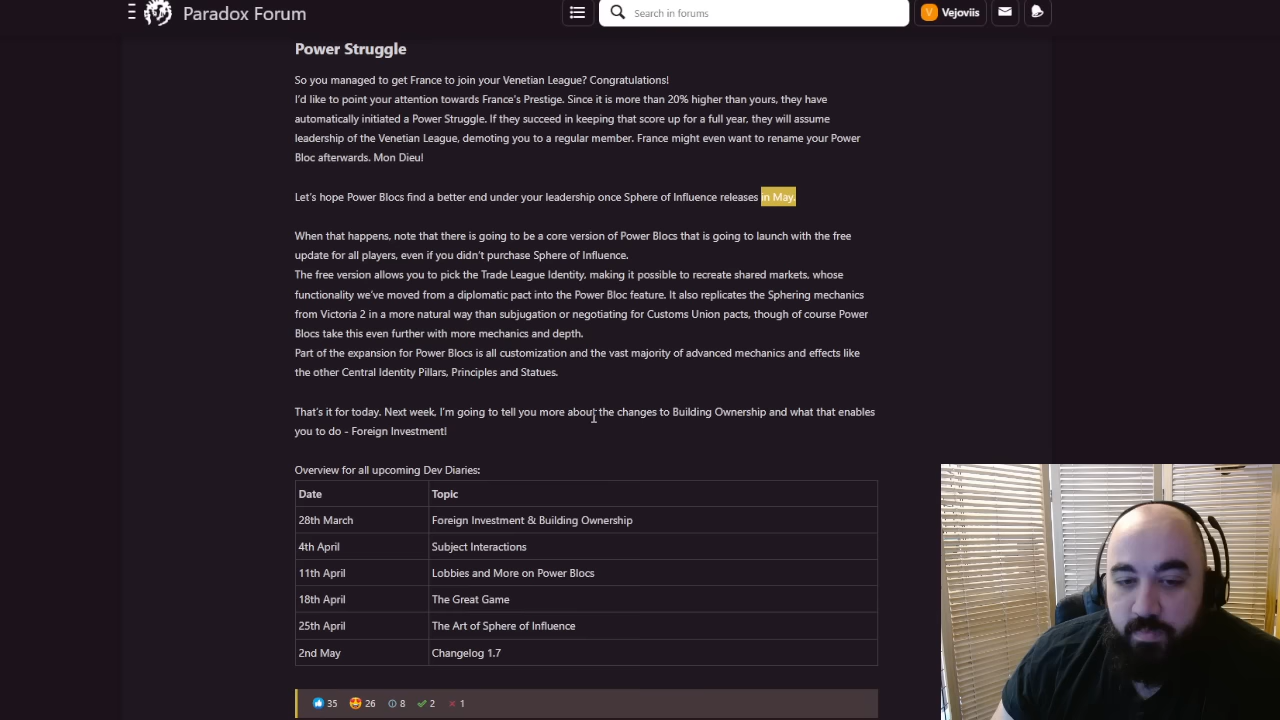 Paradox Forum
Search in forums
V
Vejoviis
Power Struggle
So you managed to get France to join your Venetian League? Congratulations!
I'd like to point your attention towards France's Prestige. Since it is more than 20% higher than yours, they have
automatically initiated a Power Struggle. If they succeed in keeping that score up for a full year, they will assume
leadership of the Venetian League, demoting you to a regular member. France might even want to rename your Power
Bloc afterwards. Mon Dieu!
Let's hope Power Blocs find a better end under your leadership once Sphere of Influence releases in May.
When that happens, note that there is going to be a core version of Power Blocs that is going to launch with the free
update for all players, even if you didn't purchase Sphere of Influence.
The free version allows you to pick the Trade League Identity, making it possible to recreate shared markets, whose
functionality we've moved from a diplomatic pact into the Power Bloc feature. It also replicates the Sphering mechanics
from Victoria 2 in a more natural way than subjugation or negotiating for Customs Union pacts, though of course Power
Blocs take this even further with more mechanics and depth.
Part of the expansion for Power Blocs is all customization and the vast majority of advanced mechanics and effects like
the other Central Identity Pillars, Principles and Statues.
That's it for today. Next week, I'm going to tell you more about the changes to Building Ownership and what that enables
you to do - Foreign Investment!
Overview for all upcoming Dev Diaries:
Date Topic
28th March Foreign Investment & Building Ownership
4th April Subject Interactions
11th April Lobbies and More on Power Blocs
18th April The Great Game
25th April The Art of Sphere of Influence
2nd May Changelog 1.7
35 26 8 2 1